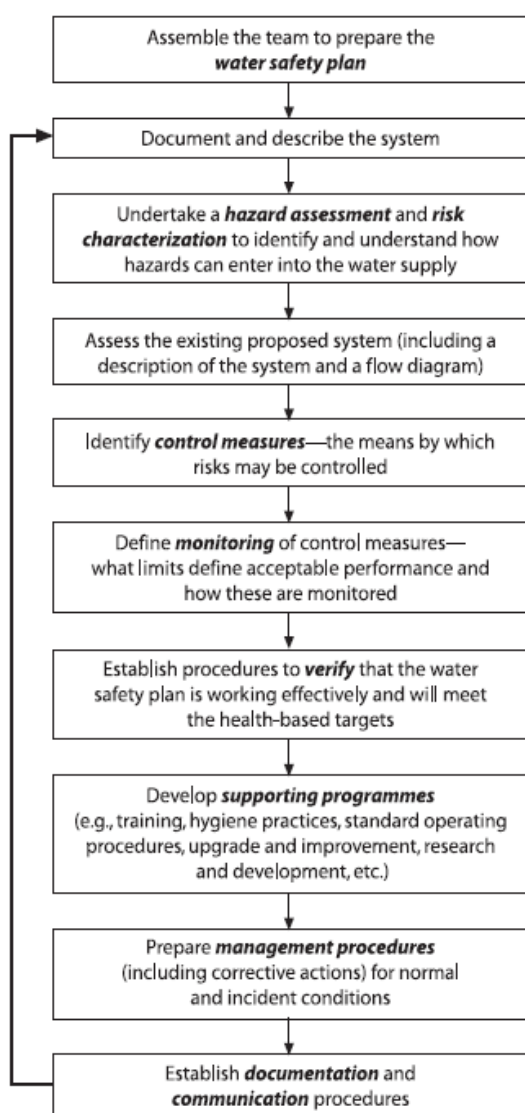 Assemble the team to prepare the
water safety plan
Document and describe the system
Undertake a hazard assessment and risk
characterization to identify and understand how
hazards can enter into the water supply
Assess the existing proposed system (including a
description of the system and a flow diagram)
Identify control measures—the means by which
risks may be controlled
Define monitoring of control measures—
what limits define acceptable performance and
how these are monitored
Establish procedures to verify that the water
safety plan is working effectively and will meet
the health-based targets
Develop supporting programmes
(e.g., training, hygiene practices, standard operating
procedures, upgrade and improvement, research
and development, etc.)
Prepare management procedures
(including corrective actions) for normal
and incident conditions
Establish documentation and
communication procedures